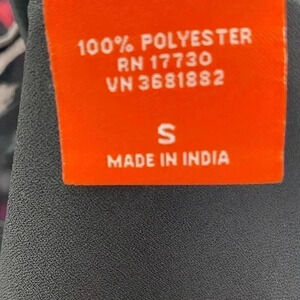 100% POLYESTER
RN 17730
VN 3681882
S
MADE IN INDIA